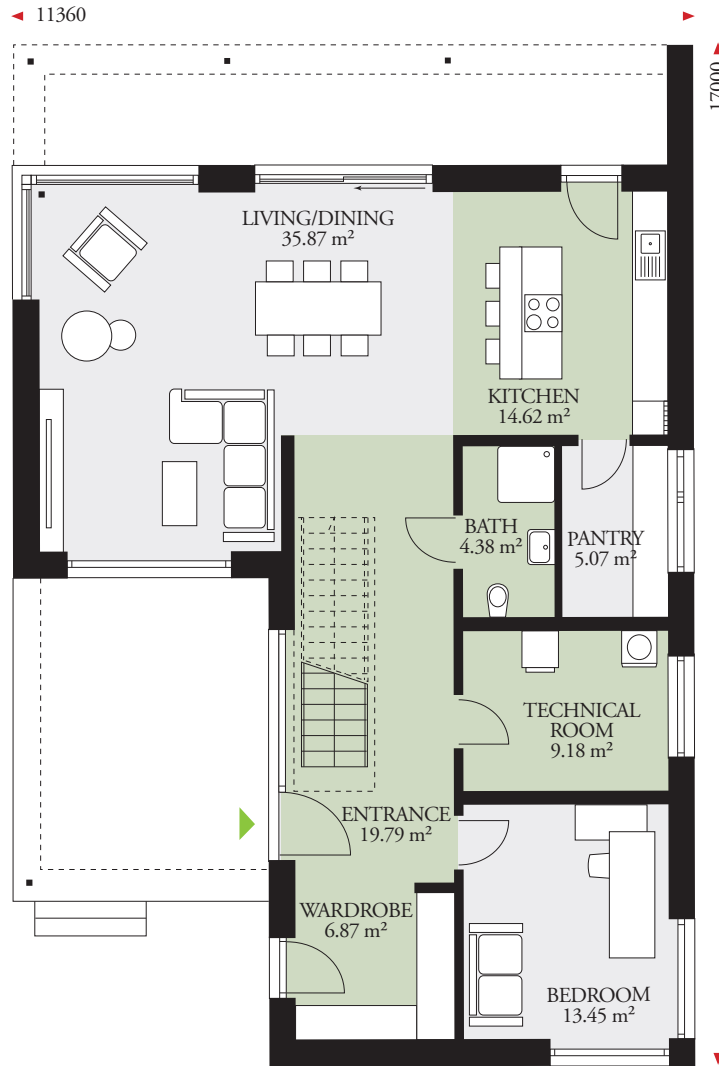 11360
17000
LIVING/DINING
35.87 m²
KITCHEN
14.62 m²
BATH
4.38 m²
PANTRY
5.07 m²
TECHNICAL
ROOM
9.18 m²
ENTRANCE
19.79 m²
WARDROBE
6.87 m²
BEDROOM
13.45 m²